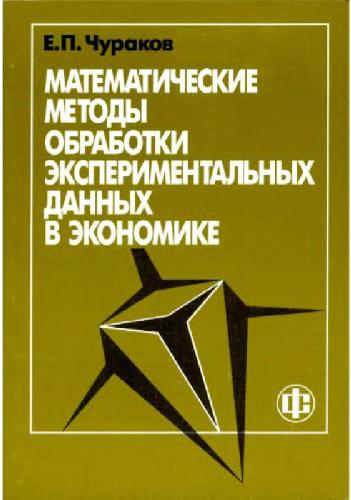 Е.П. Чураков
МАТЕМАТИЧЕСКИЕ
МЕТОДЫ
ОБРАБОТКИ
ЭКСПЕРИМЕНТАЛЬНЫХ
ДАННЫХ
В ЭКОНОМИКЕ